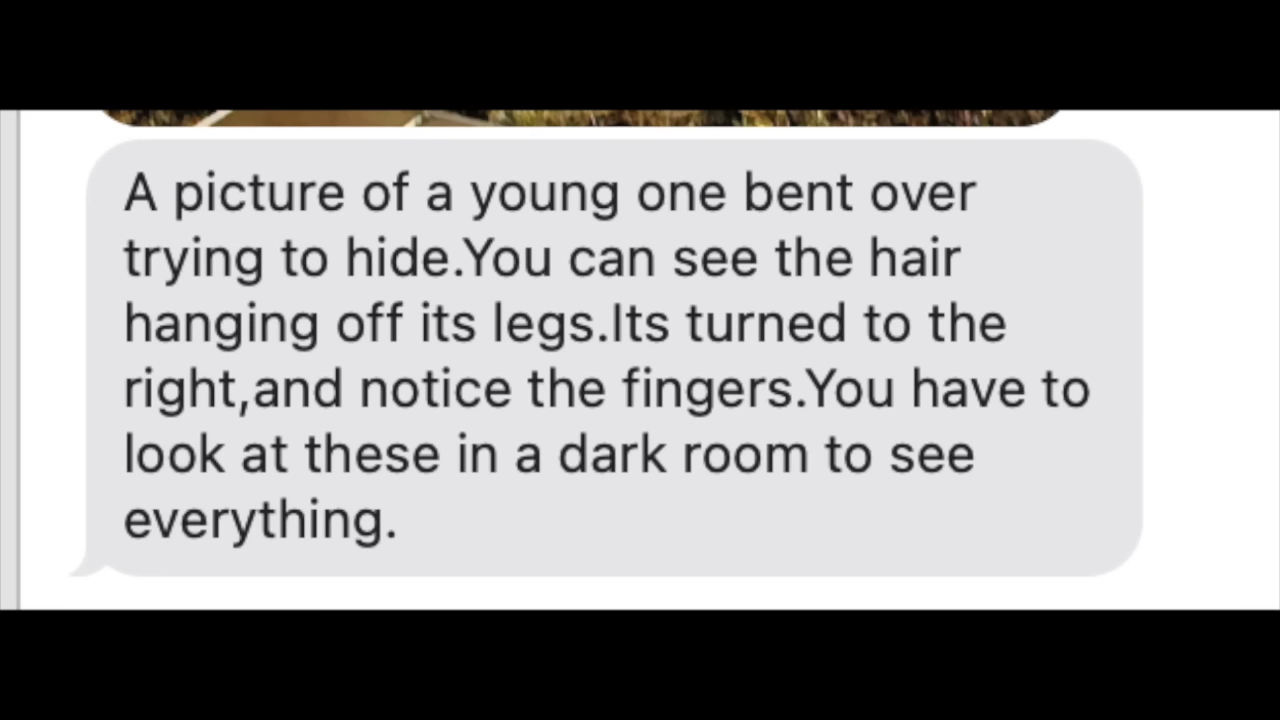 A picture of a young one bent over
trying to hide.You can see the hair
hanging off its legs.Its turned to the
right,and notice the fingers.You have to
look at these in a dark room to see
everything.